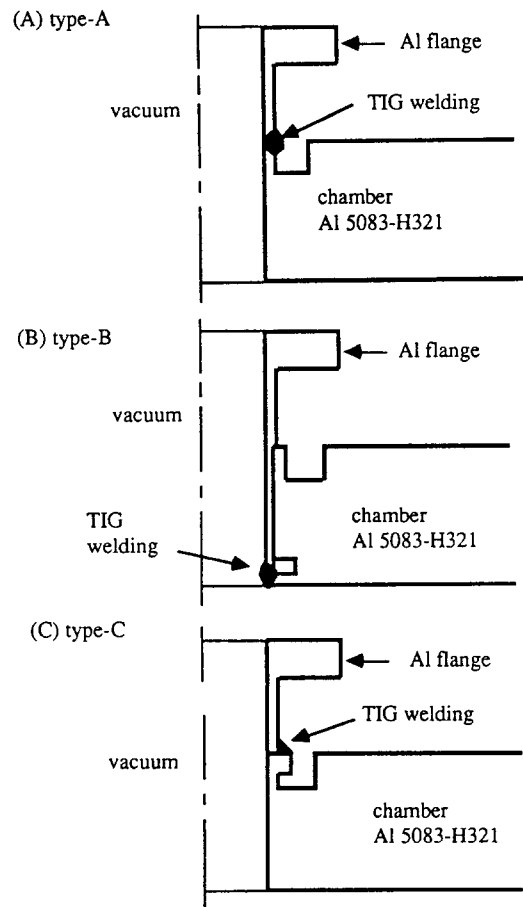 (A) type-A
Al flange
vacuum
TIG welding
chamber
Al 5083-H321
(B) type-B
Al flange
vacuum
chamber
Al 5083-H321
TIG
welding
(C) type-C
Al flange
TIG welding
vacuum
chamber
Al 5083-H321